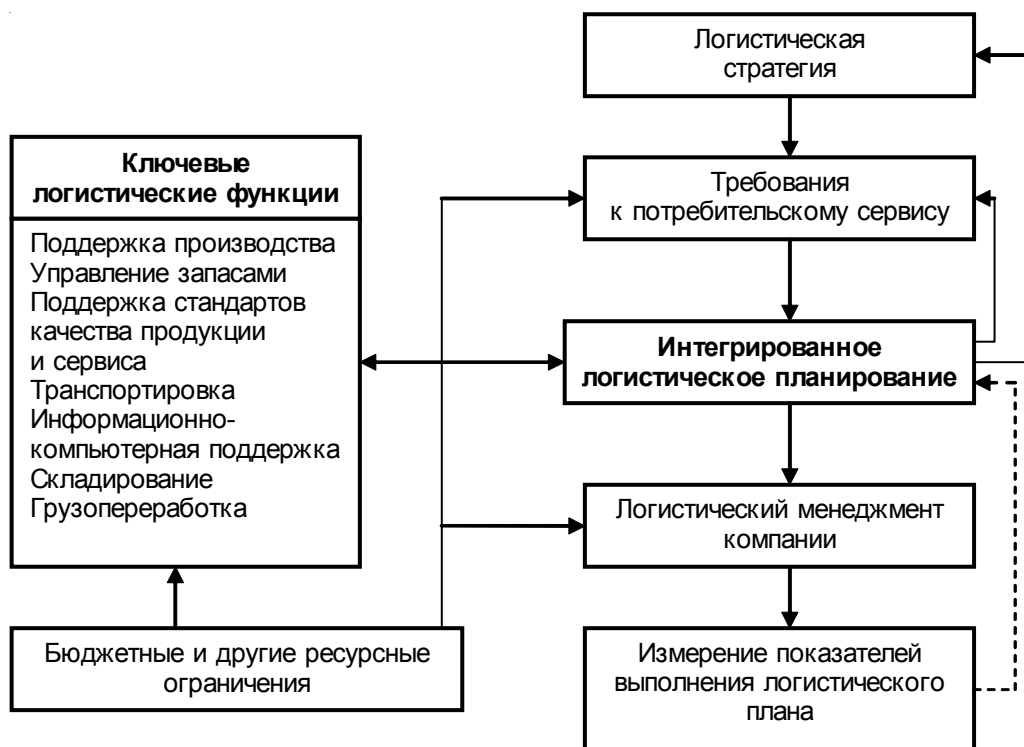 Логистическая
стратегия
Ключевые
логистические функции
Поддержка производства
Управление запасами
Поддержка стандартов
качества продукции
и сервиса
Транспортировка
Информационно-
компьютерная поддержка
Складирование
Грузопереработка
Требования
к потребительскому сервису
Интегрированное
логистическое планирование
Логистический менеджмент
компании
Бюджетные и другие ресурсные
ограничения
Измерение показателей
выполнения логистического
плана